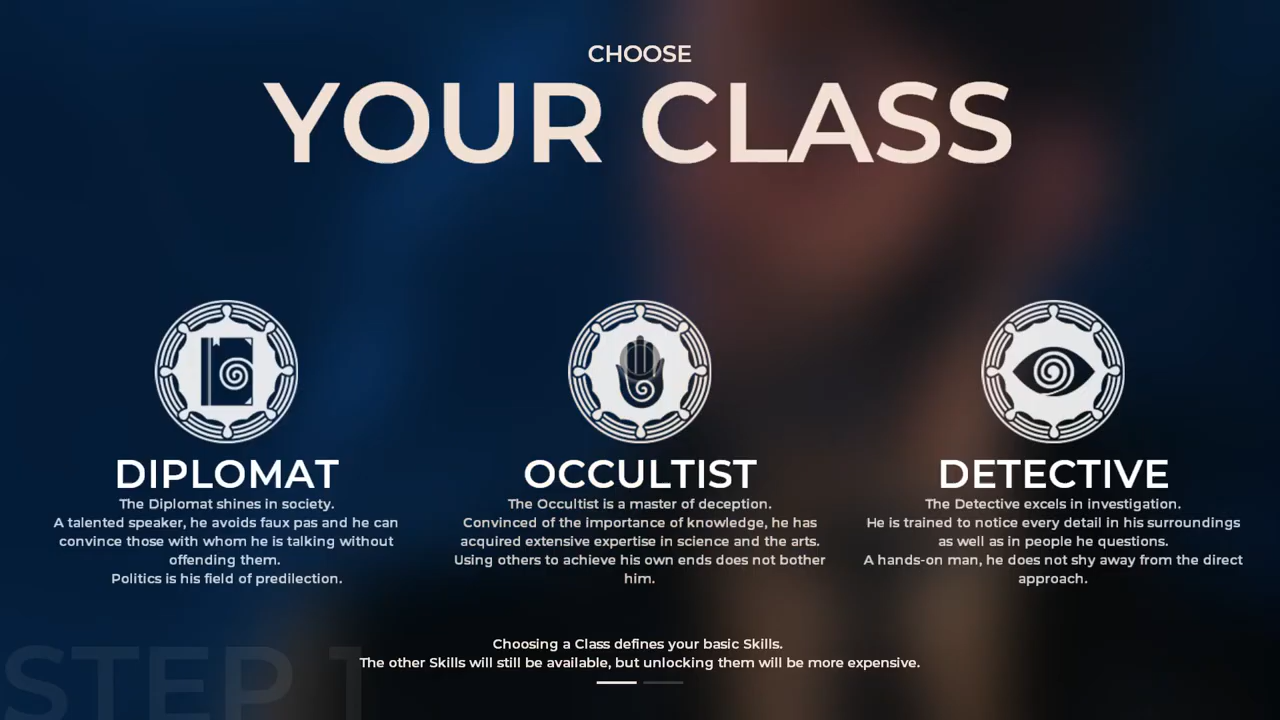 CHOOSE
YOUR CLASS
DIPLOMAT
The Diplomat shines in society.
A talented speaker, he avoids faux pas and he can
convince those with whom he is talking without
offending them.
Politics is his field of predilection.
OCCULTIST
The Occultist is a master of deception.
Convinced of the importance of knowledge, he has
acquired extensive expertise in science and the arts.
Using others to achieve his own ends does not bother
him.
DETECTIVE
The Detective excels in investigation.
He is trained to notice every detail in his surroundings
as well as in people he questions.
A hands-on man, he does not shy away from the direct
approach.
Choosing a Class defines your basic Skills.
The other Skills will still be available, but unlocking them will be more expensive.
STEP 1